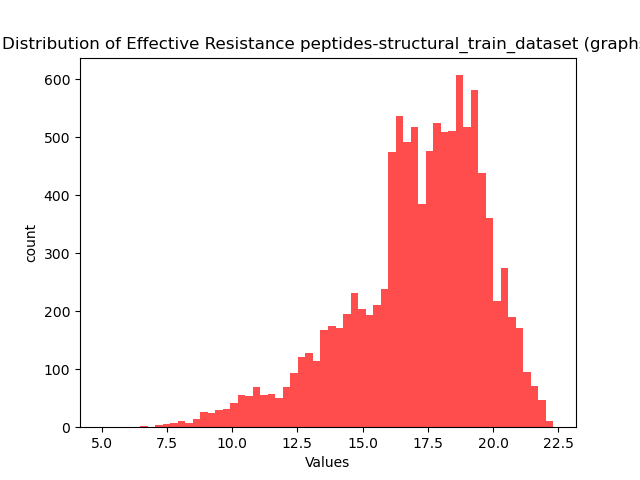 Distribution of Effective Resistance peptides-structural_train_dataset (graphs
600
500
400
300
200
100
0
count
5.0 7.5 10.0 12.5 15.0 17.5 20.0 22.5
Values